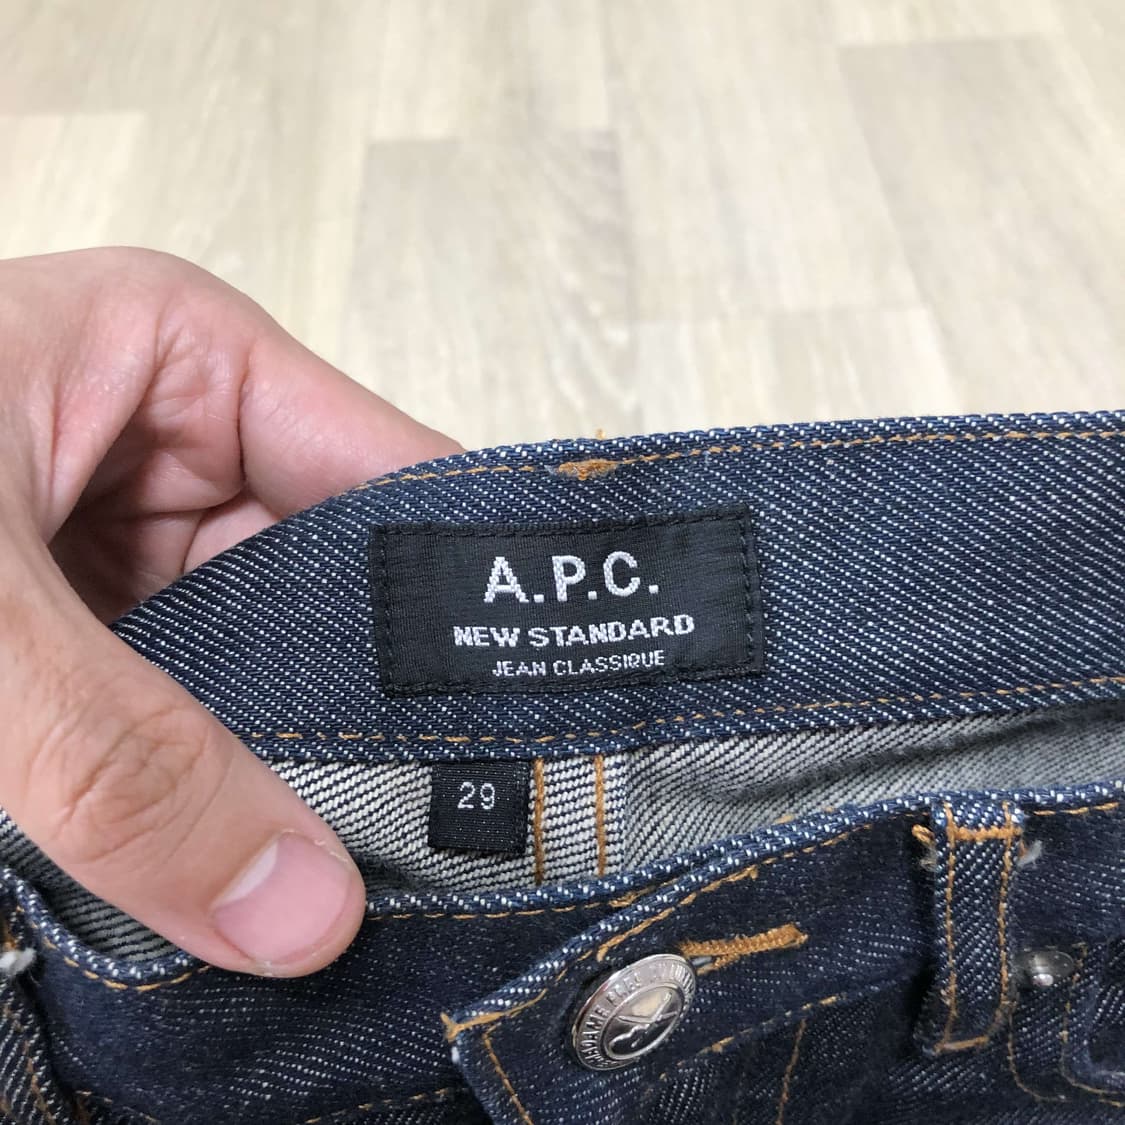 A.P.C.
NEW STANDARD
JEAN CLASSIQUE
29